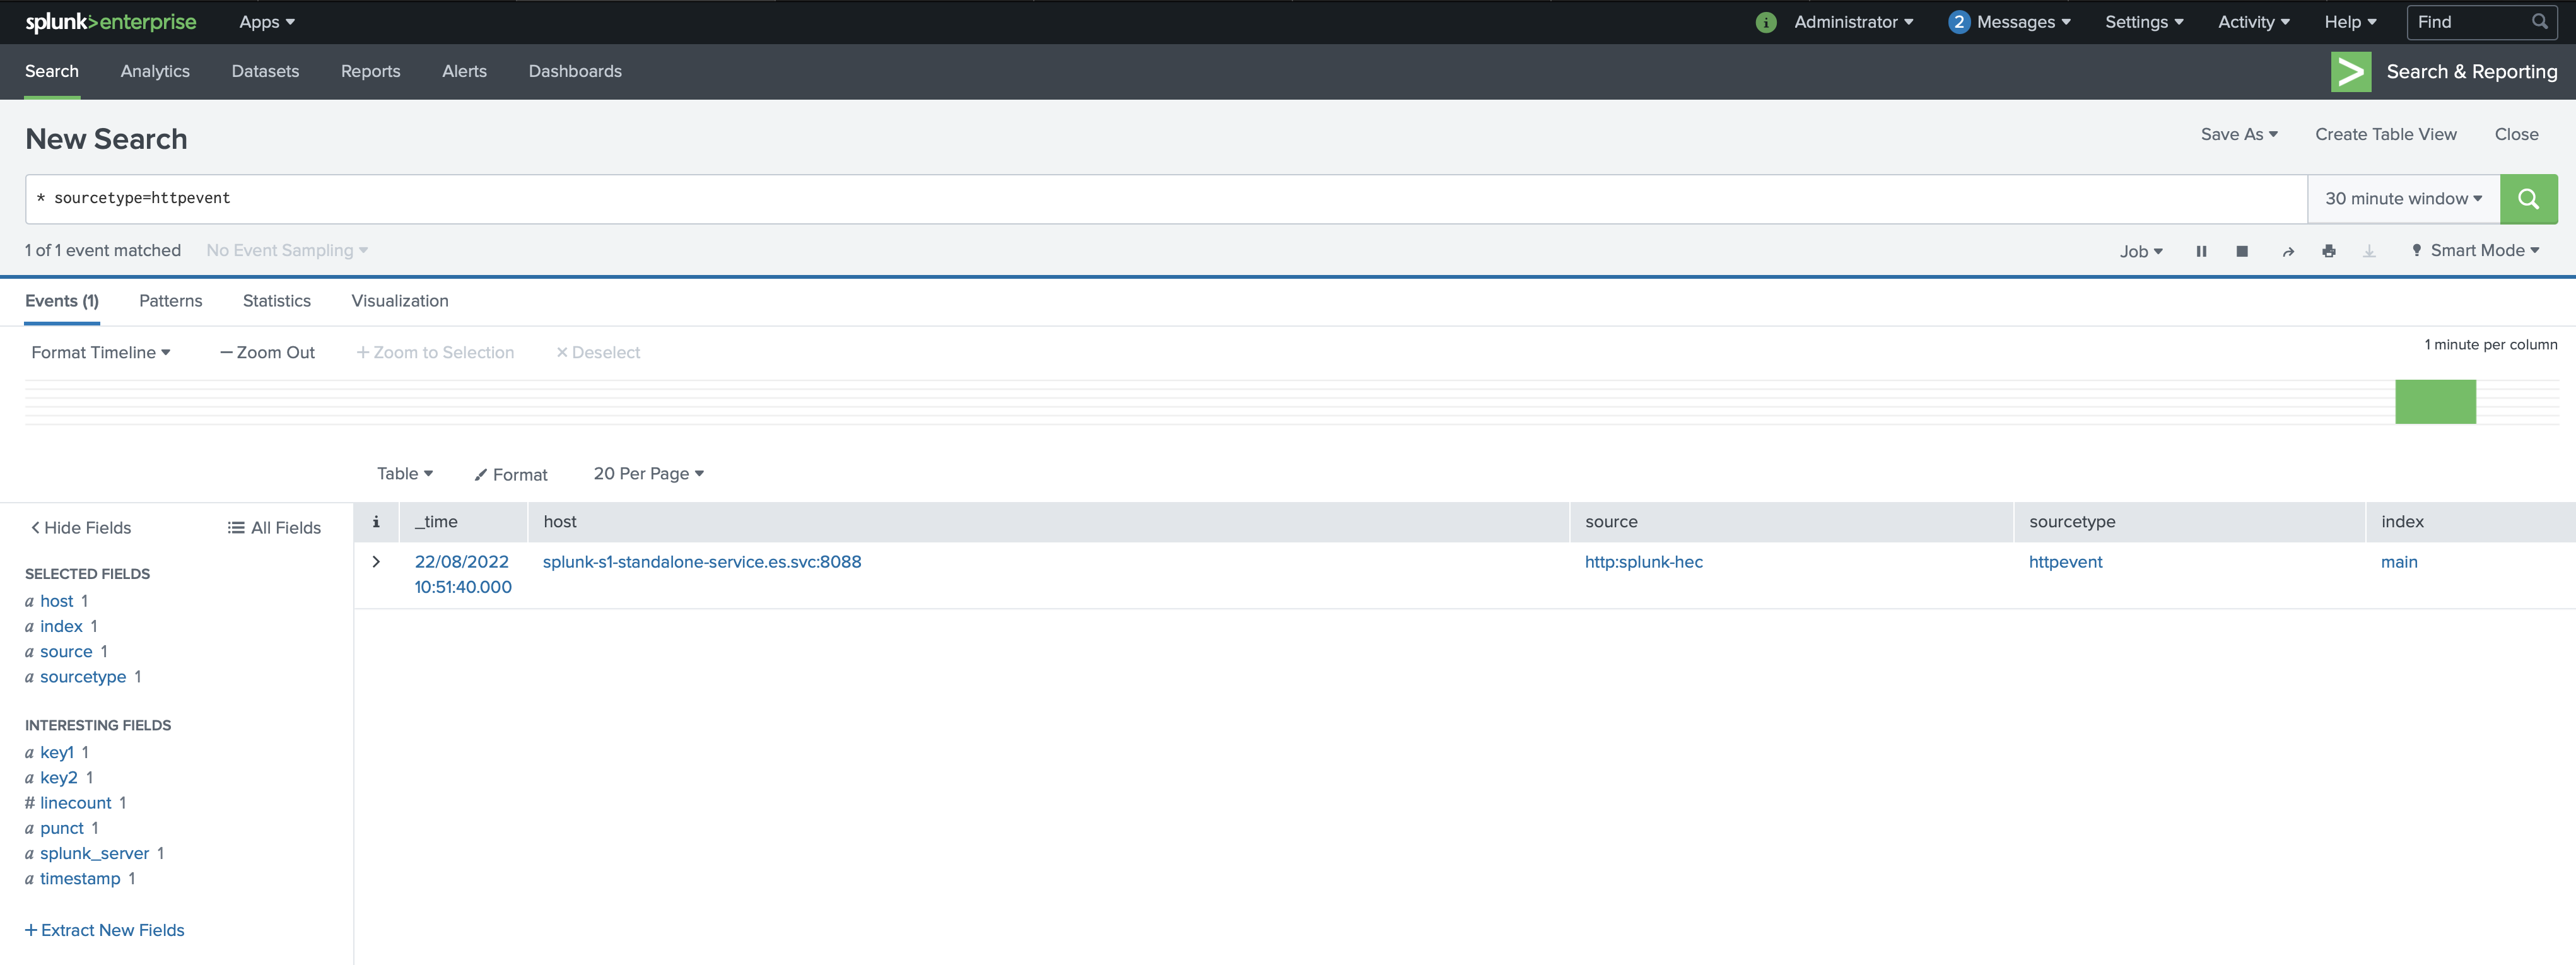 splunk>enterprise Apps Administrator 2 Messages Settings Activity Help Find
Search Analytics Datasets Reports Alerts Dashboards Search & Reporting
New Search Save As Create Table View Close
* sourcetype=httpevent 30 minute window
1 of 1 event matched No Event Sampling Job Smart Mode
Events (1) Patterns Statistics Visualization
Format Timeline — Zoom Out + Zoom to Selection × Deselect 1 minute per column
Table Format 20 Per Page
< Hide Fields All Fields i _time host source sourcetype index
> 22/08/2022 splunk-s1-standalone-service.es.svc:8088 http:splunk-hec httpevent main
10:51:40.000
SELECTED FIELDS
a host 1
a index 1
a source 1
a sourcetype 1
INTERESTING FIELDS
a key1 1
a key2 1
# linecount 1
a punct 1
a splunk_server 1
a timestamp 1
+ Extract New Fields